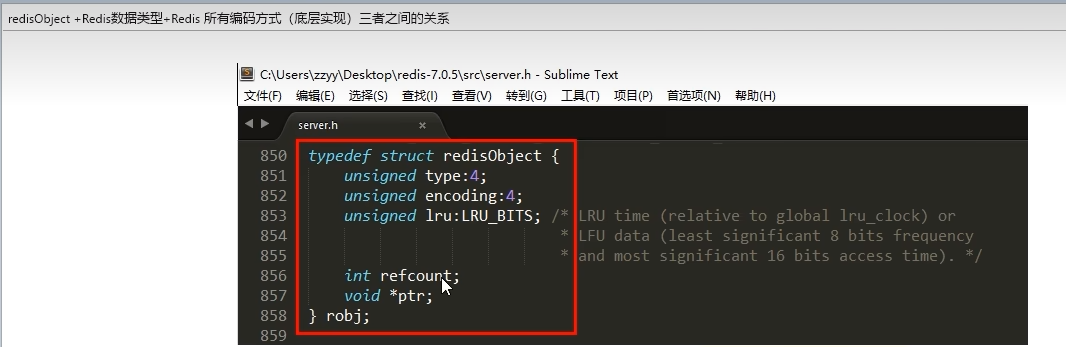 redisObject +Redis数据类型+Redis 所有编码方式（底层实现）三者之间的关系
C:\Users\zzyy\Desktop\redis-7.0.5\src\server.h - Sublime Text
文件(F) 编辑(E) 选择(S) 查找(I) 查看(V) 转到(G) 工具(T) 项目(P) 首选项(N) 帮助(H)
server.h ×
850 typedef struct redisObject {
851     unsigned type:4;
852     unsigned encoding:4;
853     unsigned lru:LRU_BITS; /* LRU time (relative to global lru_clock) or
854                             * LFU data (least significant 8 bits frequency
855                             * and most significant 16 bits access time). */
856     int refcount;
857     void *ptr;
858 } robj;
859